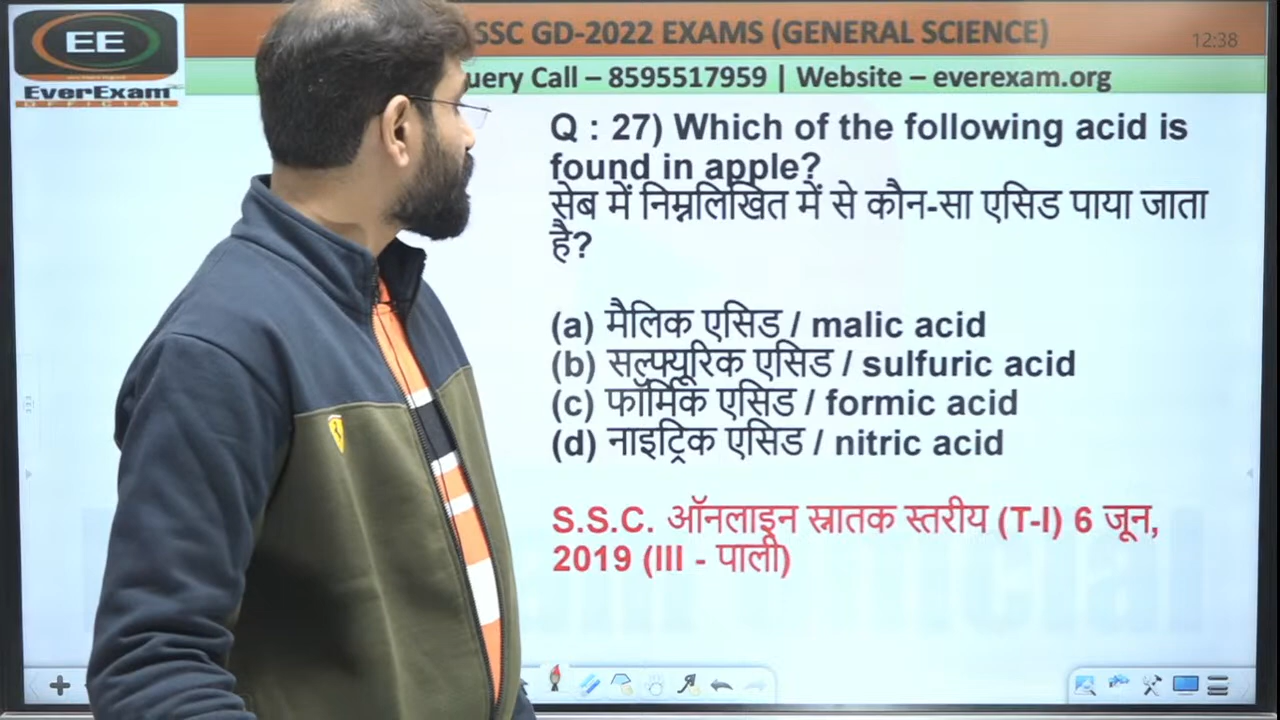 EE
EverExam
OFFICIAL
SSC GD-2022 EXAMS (GENERAL SCIENCE)
12:38
uery Call – 8595517959 | Website – everexam.org
Q : 27) Which of the following acid is
found in apple?
सेब में निम्नलिखित में से कौन-सा एसिड पाया जाता
है?
(a) मैलिक एसिड / malic acid
(b) सल्फ्यूरिक एसिड / sulfuric acid
(c) फॉर्मिक एसिड / formic acid
(d) नाइट्रिक एसिड / nitric acid
S.S.C. ऑनलाइन स्नातक स्तरीय (T-I) 6 जून,
2019 (III - पाली)